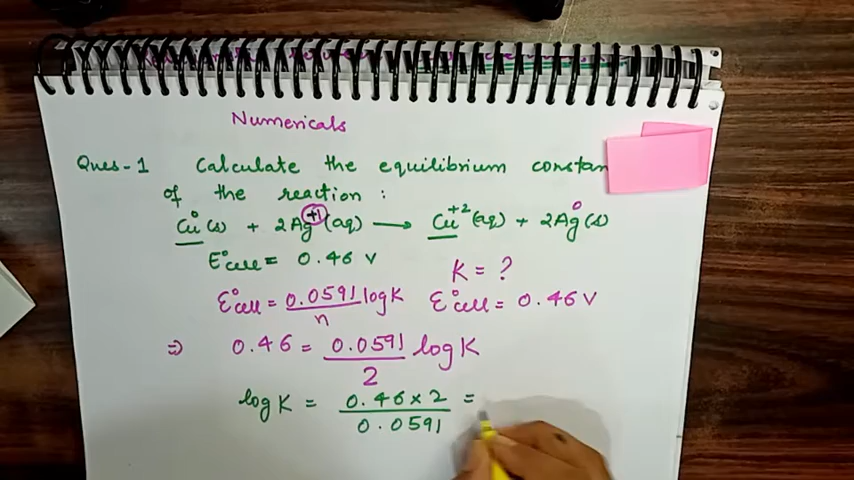 Numericals
Ques-1 Calculate the equilibrium constan
of the reaction :
Cu⁰(s) + 2Ag⁺¹(aq) ⟶ Cu⁺²(aq) + 2Ag⁰(s)
E°cell = 0.46 V
K = ?
E°cell = 0.0591/n log K E°cell = 0.46 V
⇒ 0.46 = 0.0591/2 log K
log K = 0.46 × 2/0.0591 =